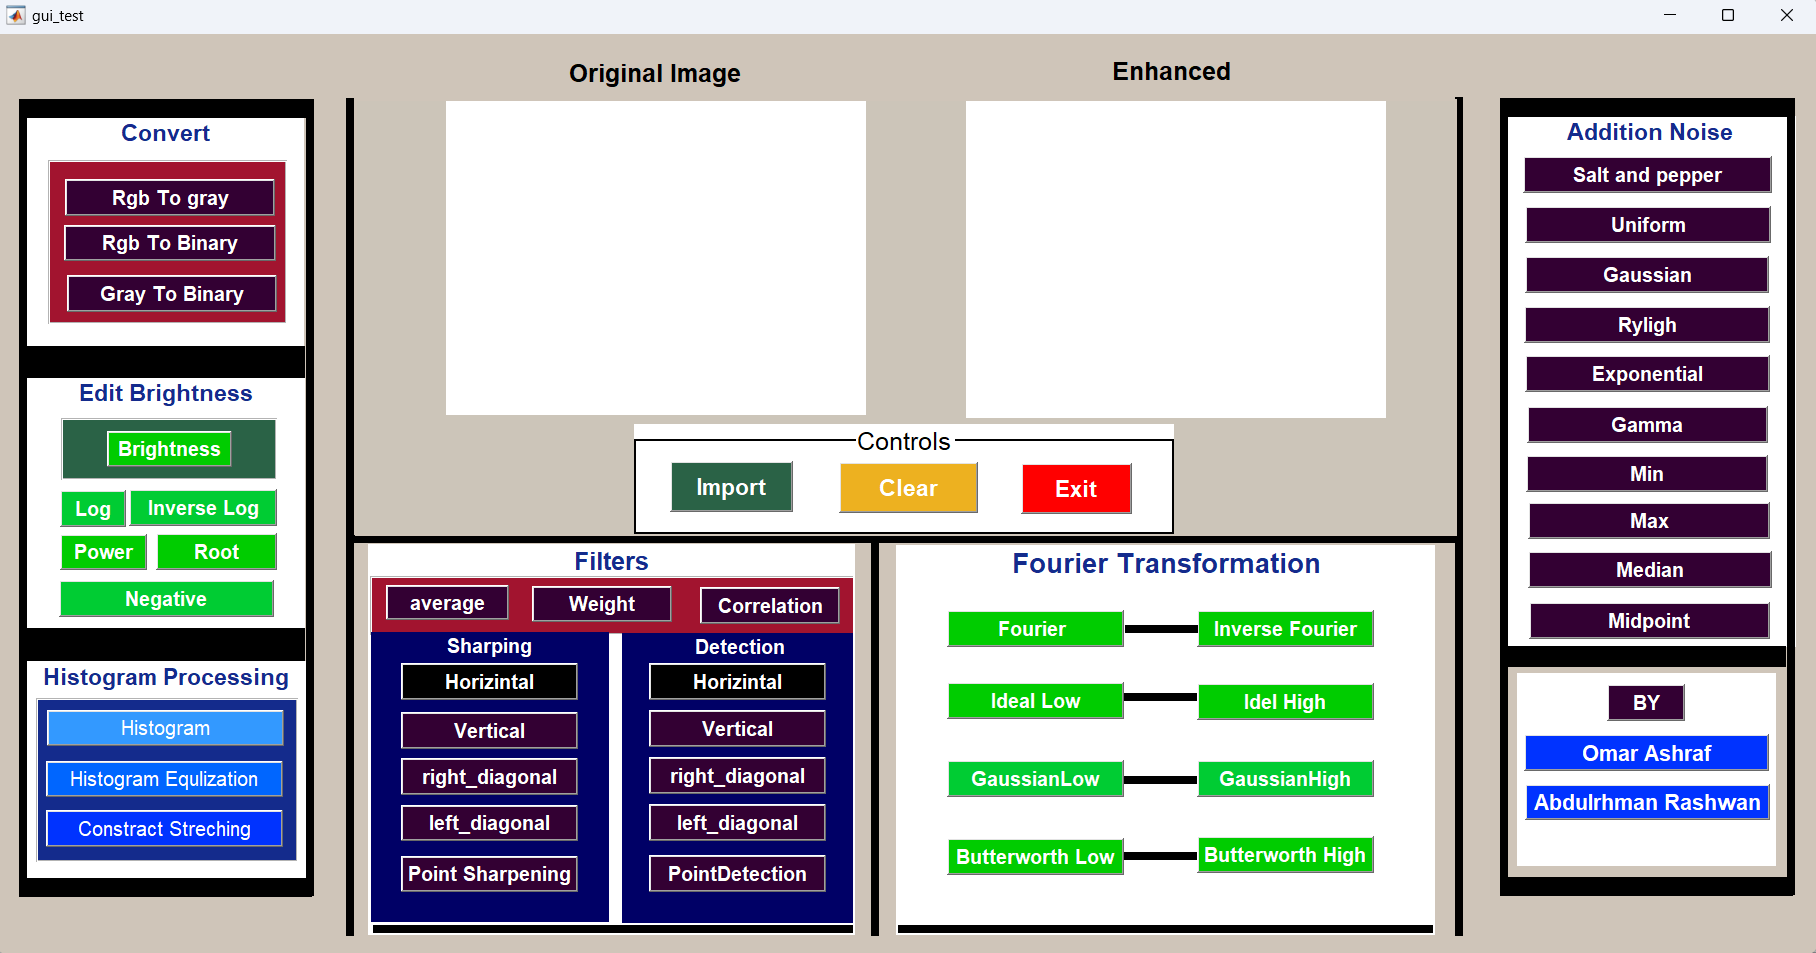 gui_test
Original Image
Enhanced
Convert
Rgb To gray
Rgb To Binary
Gray To Binary
Edit Brightness
Brightness
Log
Inverse Log
Power
Root
Negative
Histogram Processing
Histogram
Histogram Equlization
Constract Streching
Controls
Import
Clear
Exit
Filters
average
Weight
Correlation
Sharping
Horizintal
Vertical
right_diagonal
left_diagonal
Point Sharpening
Detection
Horizintal
Vertical
right_diagonal
left_diagonal
PointDetection
Fourier Transformation
Fourier
Inverse Fourier
Ideal Low
Idel High
GaussianLow
GaussianHigh
Butterworth Low
Butterworth High
Addition Noise
Salt and pepper
Uniform
Gaussian
Ryligh
Exponential
Gamma
Min
Max
Median
Midpoint
BY
Omar Ashraf
Abdulrhman Rashwan